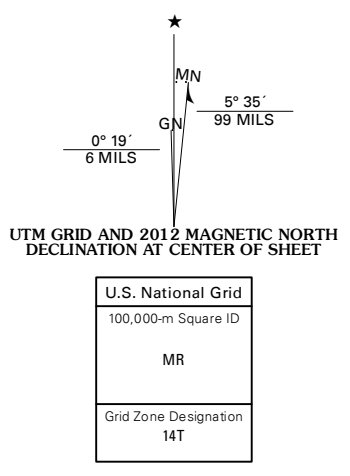 ★
MN
GN
5° 35´
99 MILS
0° 19´
6 MILS
UTM GRID AND 2012 MAGNETIC NORTH
DECLINATION AT CENTER OF SHEET
U.S. National Grid
100,000-m Square ID
MR
Grid Zone Designation
14T